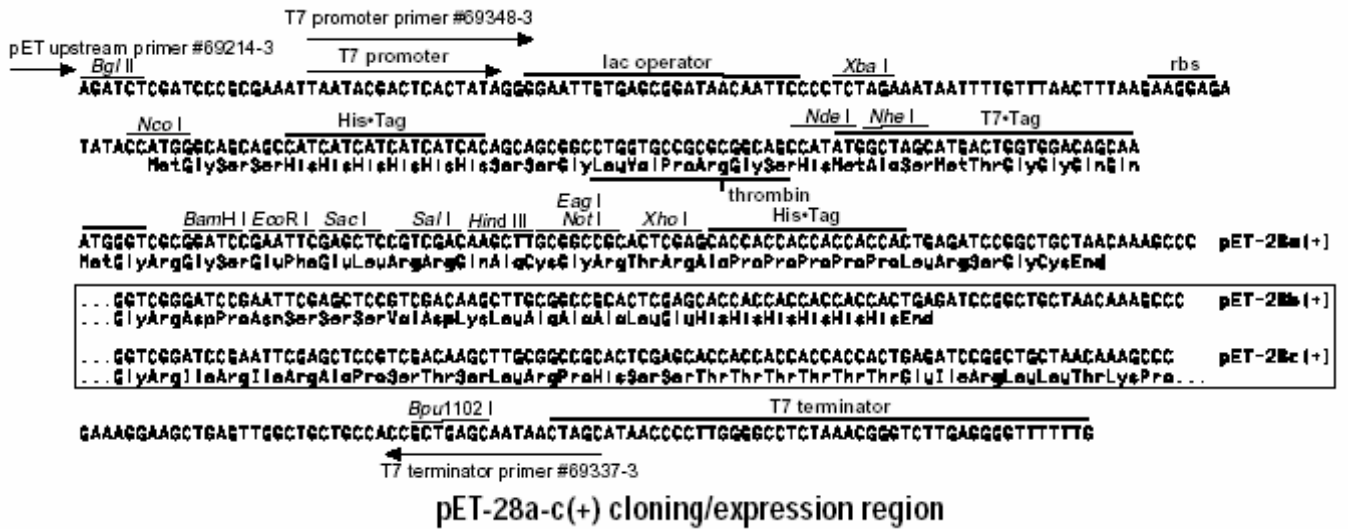 T7 promoter primer #69348-3
pET upstream primer #69214-3
Bgl II T7 promoter lac operator Xba I rbs
AGATCTCGATCCCGCGAAATTAATACGACTCACTATAGGGGAATTGTGAGCGGATAACAATTCCCCTCTAGAAATAATTTTGTTTAACTTTAAGAAGGAGA
Nco I His•Tag Nde I Nhe I T7•Tag
TATACCATGGGCAGCAGCCATCATCATCATCATCACAGCAGCGGCCTGGTGCCGCGCGGCAGCCATATGGCTAGCATGACTGGTGGACAGCAA
MetGlySerSerHisHisHisHisHisHisSerSerGlyLeuValProArgGlySerHisMetAlaSerMetThrGlyGlyGlnGln
thrombin
BamH I EcoR I Sac I Sal I Hind III Eag I Not I Xho I His•Tag
ATGGGTCGCGGATCCGAATTCGAGCTCCGTCGACAAGCTTGCGGCCGCACTCGAGCACCACCACCACCACCACTGAGATCCGGCTGCTAACAAAGCCC pET-28a(+)
MetGlyArgGlySerGluPheGluLeuArgArgGlnAlaCysGlyArgThrArgAlaProProProProProLeuArgSerGlyCysEnd
...GGTCGGGATCCGAATTCGAGCTCCGTCGACAAGCTTGCGGCCGCACTCGAGCACCACCACCACCACCACTGAGATCCGGCTGCTAACAAAGCCC pET-28b(+)
...GlyArgAspProAsnSerSerSerValAspLysLeuAlaAlaAlaLeuGluHisHisHisHisHisHisEnd
...GGTCGGATCCGAATTCGAGCTCCGTCGACAAGCTTGCGGCCGCACTCGAGCACCACCACCACCACCACTGAGATCCGGCTGCTAACAAAGCCC pET-28c(+)
...GlyArgIleArgIleArgAlaProSerThrSerLeuArgProHisSerSerThrThrThrThrThrThrGluIleArgLeuLeuThrLysPro...
Bpu1102 I T7 terminator
GAAAGGAAGCTGAGTTGGCTGCTGCCACCGCTGAGCAATAACTAGCATAACCCCTTGGGGCCTCTAAACGGGTCTTGAGGGGTTTTTTG
T7 terminator primer #69337-3
pET-28a-c(+) cloning/expression region